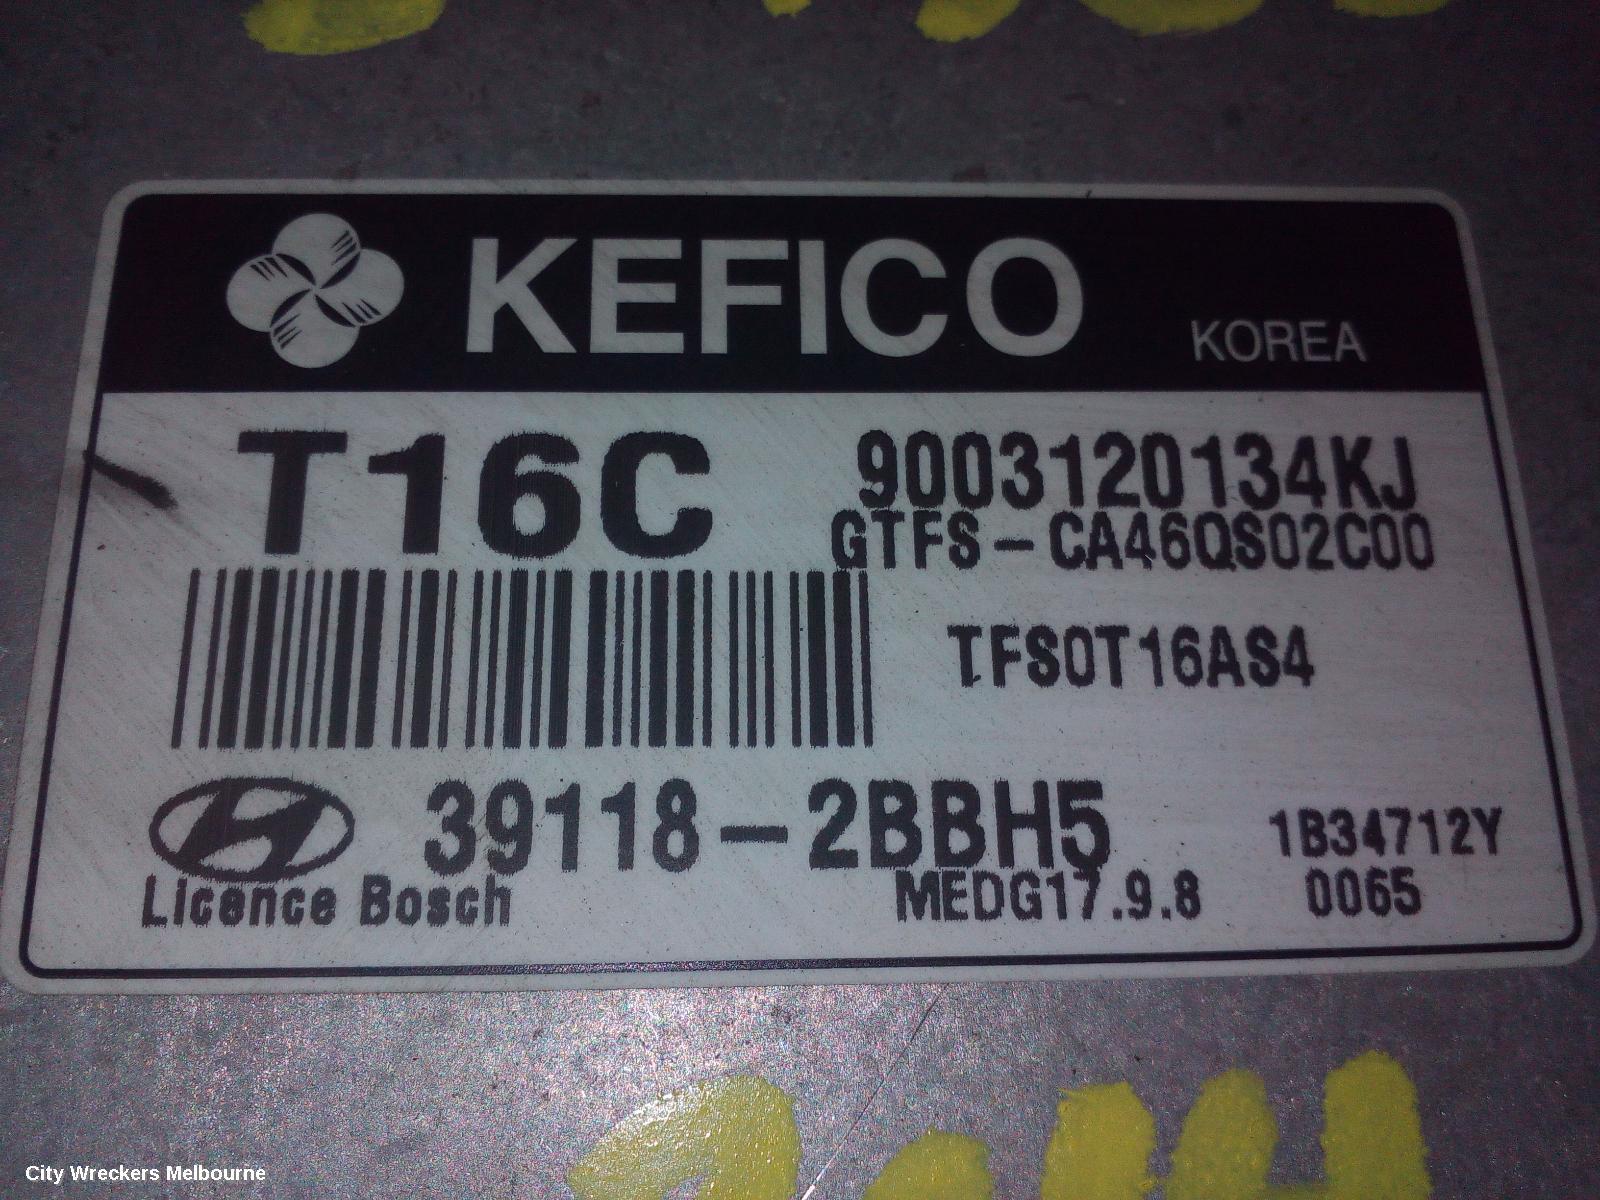 KEFICO KOREA
T16C 9003120134KJ
GTFS-CA46QS02C00
TFS0T16AS4
39118-2BBH5 1B34712Y
Licence Bosch MEDG17.9.8 0065
City Wreckers Melbourne